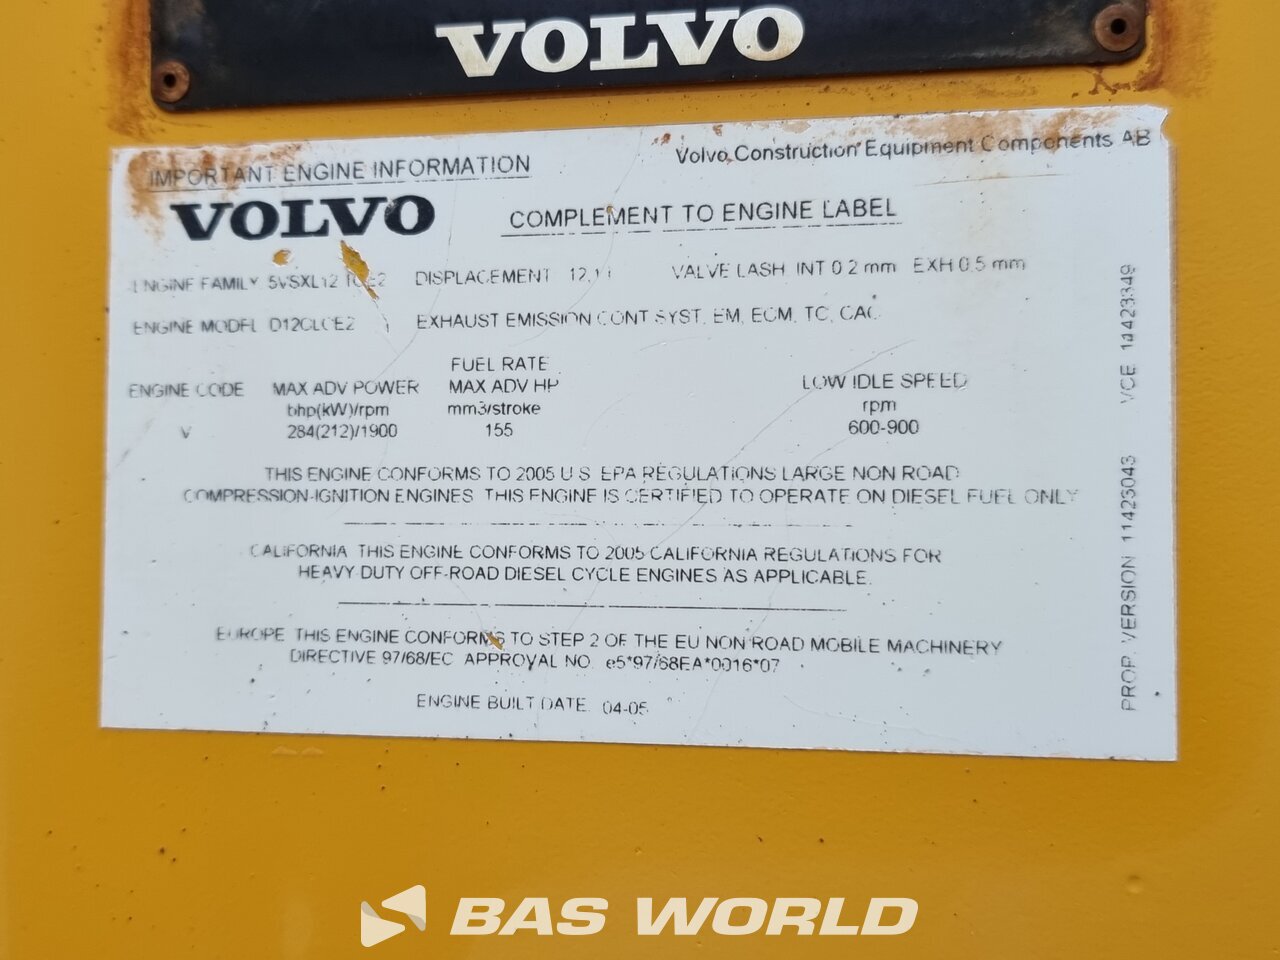 VOLVO
IMPORTANT ENGINE INFORMATION
Volvo Construction Equipment Components AB
VOLVO
COMPLEMENT TO ENGINE LABEL
ENGINE FAMILY DISPLACEMENT VALVE LASH INT 0.2 mm EXH 0.5 mm
ENGINE MODEL EXHAUST EMISSION CONT SYST. EM, ECM, TC, CAC
FUEL RATE
ENGINE CODE MAX ADV POWER MAX ADV HP LOW IDLE SPEED
bhp(kW)/rpm mm3/stroke rpm
V 284(212)/1900 155 600-900
THIS ENGINE CONFORMS TO 2005 U S EPA REGULATIONS LARGE NON ROAD
COMPRESSION-IGNITION ENGINES. THIS ENGINE IS CERTIFIED TO OPERATE ON DIESEL FUEL ONLY
CALIFORNIA THIS ENGINE CONFORMS TO 2005 CALIFORNIA REGULATIONS FOR
HEAVY DUTY OFF-ROAD DIESEL CYCLE ENGINES AS APPLICABLE.
EUROPE THIS ENGINE CONFORMS TO STEP 2 OF THE EU NON ROAD MOBILE MACHINERY
DIRECTIVE 97/68/EC APPROVAL NO. e5*97/68EA*0016*07
ENGINE BUILT DATE 04-05
PROP. VERSION 11423043 VCE 11423349
BAS WORLD